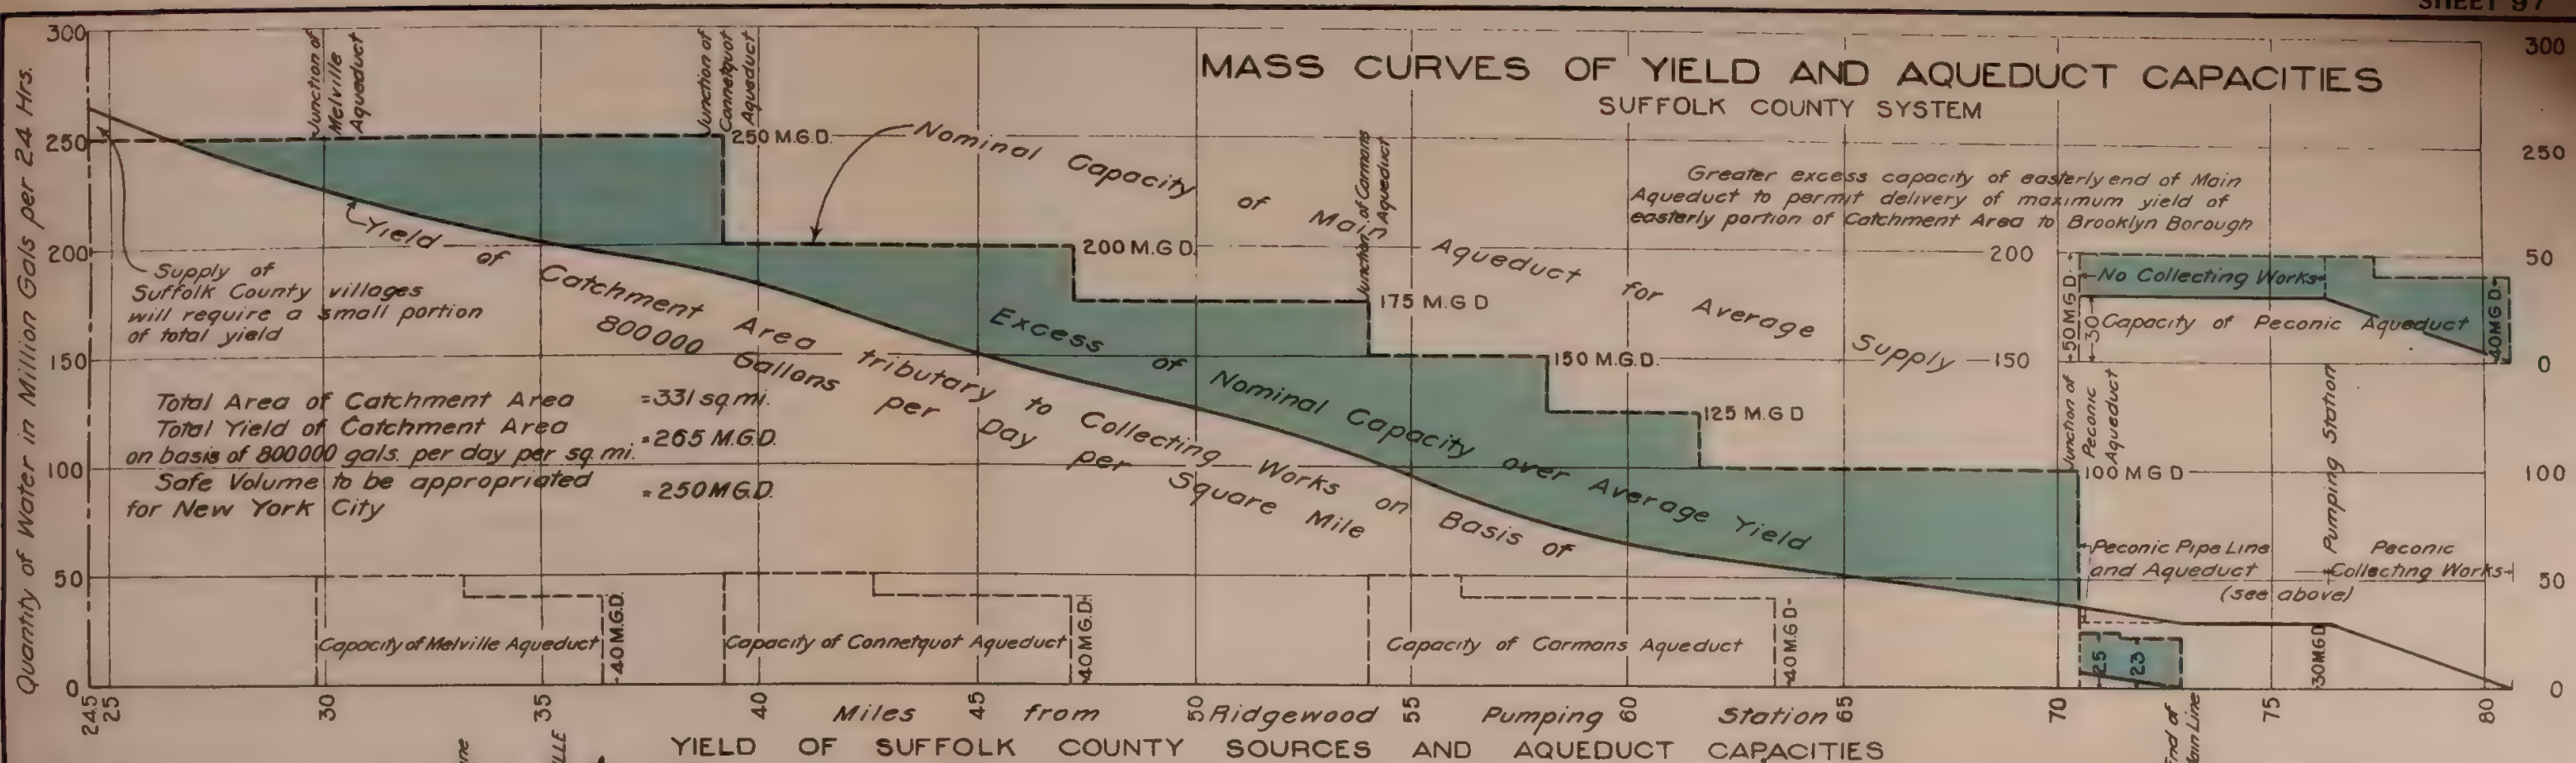 SHEET 97
MASS CURVES OF YIELD AND AQUEDUCT CAPACITIES
SUFFOLK COUNTY SYSTEM
Quantity of Water in Million Gals per 24 Hrs.
300
250
200
150
100
50
0
Junction of
Melville
Aqueduct
Junction of
Connetquot
Aqueduct
250 M.G.D.
Nominal Capacity of Main Aqueduct for Average Supply
Junction of Carmans
Aqueduct
Greater excess capacity of easterly end of Main
Aqueduct to permit delivery of maximum yield of
easterly portion of Catchment Area to Brooklyn Borough
300
250
200
150
50
0
100
50
0
200 M.G.D.
175 M.G D
150 M.G.D.
125 M.G D
100 M G D
Yield of Catchment Area tributary to Collecting Works on Basis of
800000 Gallons per Day per Square Mile
Excess of Nominal Capacity over Average Yield
Supply of
Suffolk County villages
will require a small portion
of total yield
Total Area of Catchment Area =331 sq.mi.
Total Yield of Catchment Area
on basis of 800000 gals. per day per sq. mi. =265 M.G.D.
Safe Volume to be appropriated
for New York City =250 M.G.D.
No Collecting Works
50 M G D
30
Capacity of Peconic Aqueduct
40 M G D
Junction of
Peconic
Aqueduct
Pumping Station
Peconic Pipe Line
and Aqueduct
Peconic
Collecting Works
(see above)
Capacity of Melville Aqueduct
40 M.G.D.
Capacity of Connetquot Aqueduct
40 M.G.D.
Capacity of Carmans Aqueduct
40 M.G.D.
25
23
30 M.G.D
24.5
25
30
35
40
45
50
55
60
65
70
75
80
Miles from Ridgewood Pumping Station
End of
Main Line
YIELD OF SUFFOLK COUNTY SOURCES AND AQUEDUCT CAPACITIES